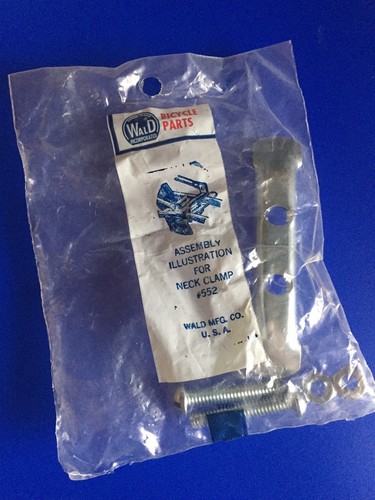 WALD
INCORPORATED
BICYCLE
PARTS
ASSEMBLY
ILLUSTRATION
FOR
NECK CLAMP
#552
WALD MFG. CO.
U. S. A.